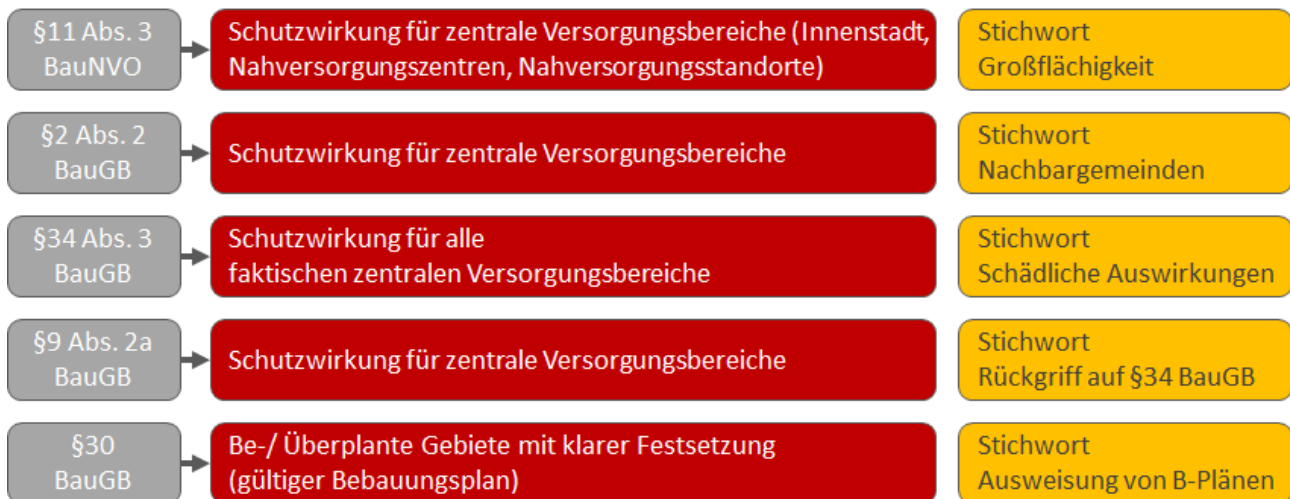 §11 Abs. 3
BauNVO
Schutzwirkung für zentrale Versorgungsbereiche (Innenstadt,
Nahversorgungszentren, Nahversorgungsstandorte)
Stichwort
Großflächigkeit
§2 Abs. 2
BauGB
Schutzwirkung für zentrale Versorgungsbereiche
Stichwort
Nachbargemeinden
§34 Abs. 3
BauGB
Schutzwirkung für alle
faktischen zentralen Versorgungsbereiche
Stichwort
Schädliche Auswirkungen
§9 Abs. 2a
BauGB
Schutzwirkung für zentrale Versorgungsbereiche
Stichwort
Rückgriff auf §34 BauGB
§30
BauGB
Be-/ Überplante Gebiete mit klarer Festsetzung
(gültiger Bebauungsplan)
Stichwort
Ausweisung von B-Plänen